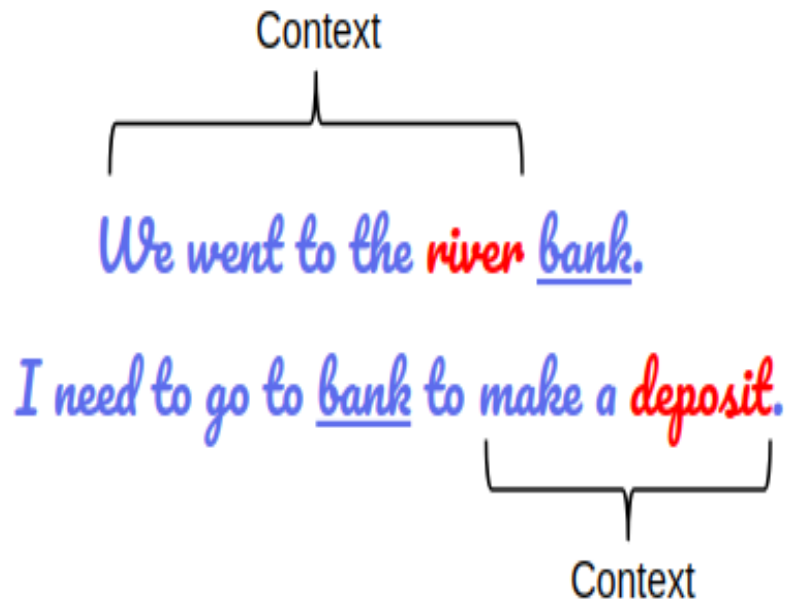 Context
We went to the river bank.
I need to go to bank to make a deposit.
Context